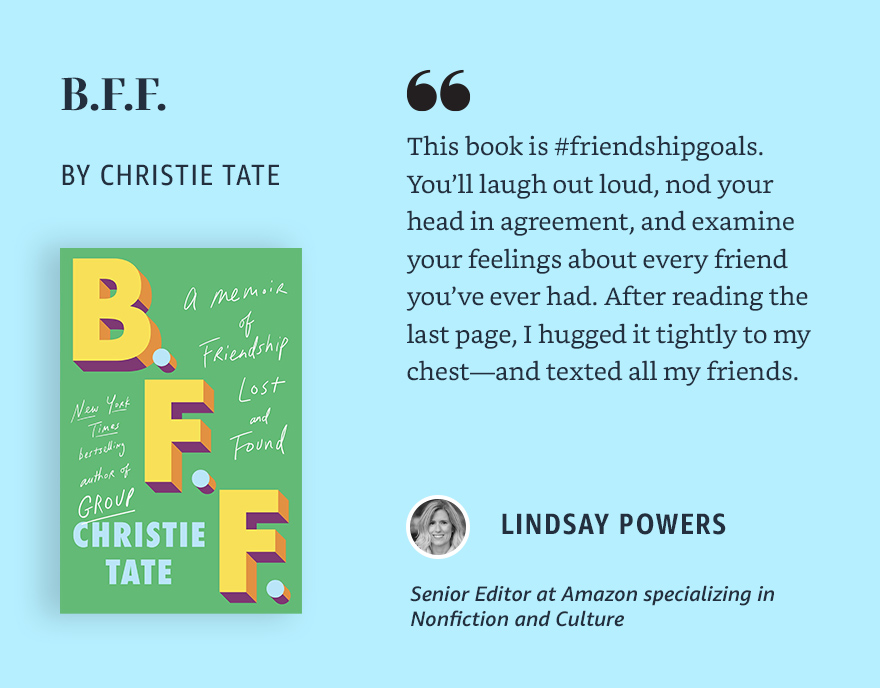 B.F.F.
BY CHRISTIE TATE
B.
F.
F.
A memoir
of
Friendship
Lost
and
Found
New York
Times
bestselling
author of
GROUP
CHRISTIE
TATE
“
This book is #friendshipgoals.
You’ll laugh out loud, nod your
head in agreement, and examine
your feelings about every friend
you’ve ever had. After reading the
last page, I hugged it tightly to my
chest—and texted all my friends.
LINDSAY POWERS
Senior Editor at Amazon specializing in
Nonfiction and Culture